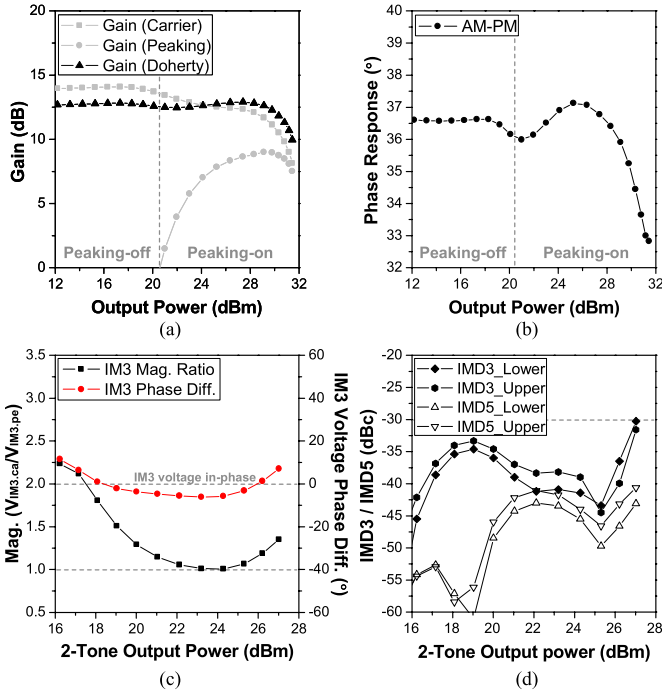 (a)
Gain (Carrier)
Gain (Peaking)
Gain (Doherty)
Gain (dB)
20
15
10
5
0
Peaking-off
Peaking-on
12 16 20 24 28 32
Output Power (dBm)
(a)
(b)
AM-PM
Phase Response (°)
38
37
36
35
34
33
32
Peaking-off
Peaking-on
12 16 20 24 28 32
Output Power (dBm)
(b)
(c)
IM3 Mag. Ratio
IM3 Phase Diff.
Mag. (VIM3.ca/VIM3.pe)
3.5
3.0
2.5
2.0
1.5
1.0
0.5
IM3 voltage in-phase
60
40
20
0
-20
-40
-60
IM3 Voltage Phase Diff. (°)
16 18 20 22 24 26 28
2-Tone Output Power (dBm)
(c)
(d)
IMD3_Lower
IMD3_Upper
IMD5_Lower
IMD5_Upper
IMD3 / IMD5 (dBc)
-20
-25
-30
-35
-40
-45
-50
-55
-60
16 18 20 22 24 26 28
2-Tone Output power (dBm)
(d)